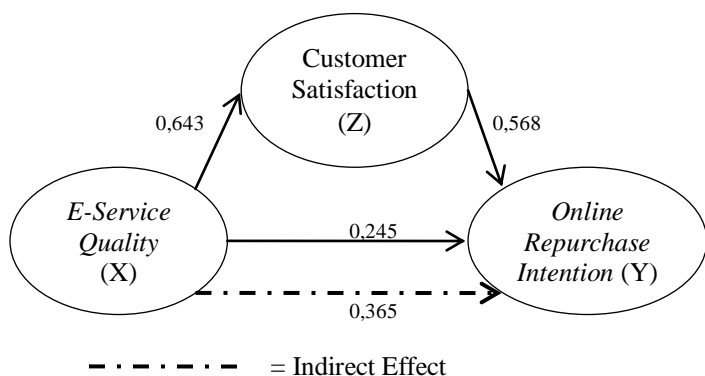 Customer
Satisfaction
(Z)
0,643
0,568
E-Service
Quality
(X)
0,245
Online
Repurchase
Intention (Y)
0,365
= Indirect Effect